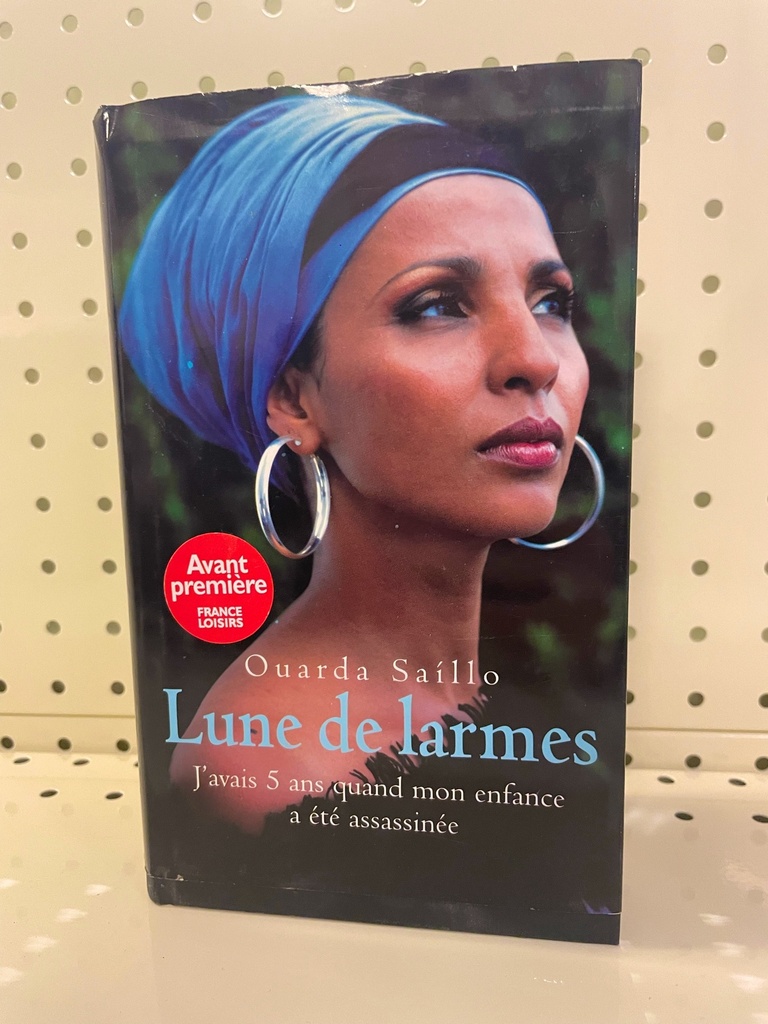 Avant
première
FRANCE
LOISIRS
Ouarda Saíllo
Lune de larmes
J'avais 5 ans quand mon enfance
a été assassinée